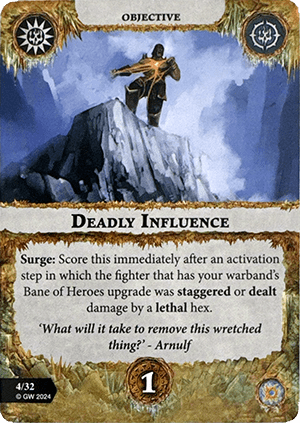 OBJECTIVE
DEADLY INFLUENCE
Surge: Score this immediately after an activation
step in which the fighter that has your warband's
Bane of Heroes upgrade was staggered or dealt
damage by a lethal hex.
'What will it take to remove this wretched
thing?' - Arnulf
4/32
© GW 2024
1